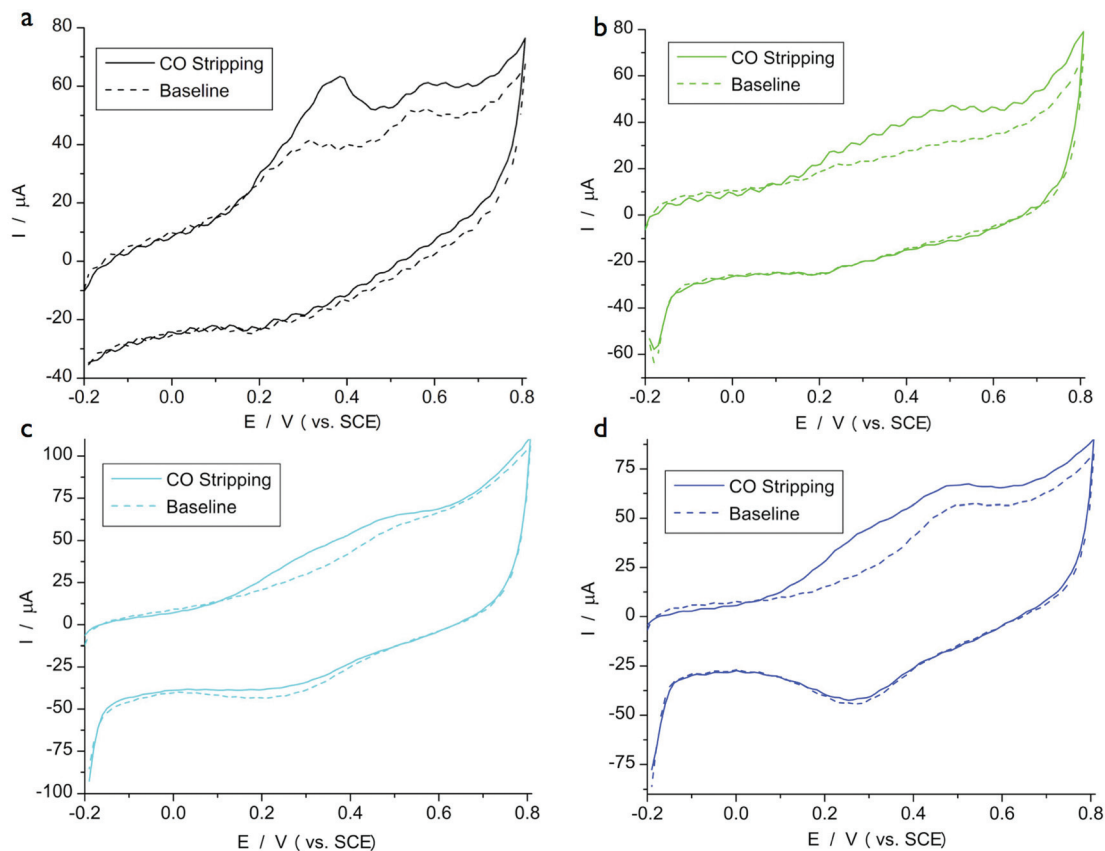 a
80
60
40
20
0
-20
-40
I / µA
CO Stripping
Baseline
-0.2 0.0 0.2 0.4 0.6 0.8
E / V ( vs. SCE)
b
80
60
40
20
0
-20
-40
-60
I / µA
CO Stripping
Baseline
-0.2 0.0 0.2 0.4 0.6 0.8
E / V ( vs. SCE)
c
100
75
50
25
0
-25
-50
-75
-100
I / µA
CO Stripping
Baseline
-0.2 0.0 0.2 0.4 0.6 0.8
E / V ( vs. SCE)
d
75
50
25
0
-25
-50
-75
I / µA
CO Stripping
Baseline
-0.2 0.0 0.2 0.4 0.6 0.8
E / V ( vs. SCE)